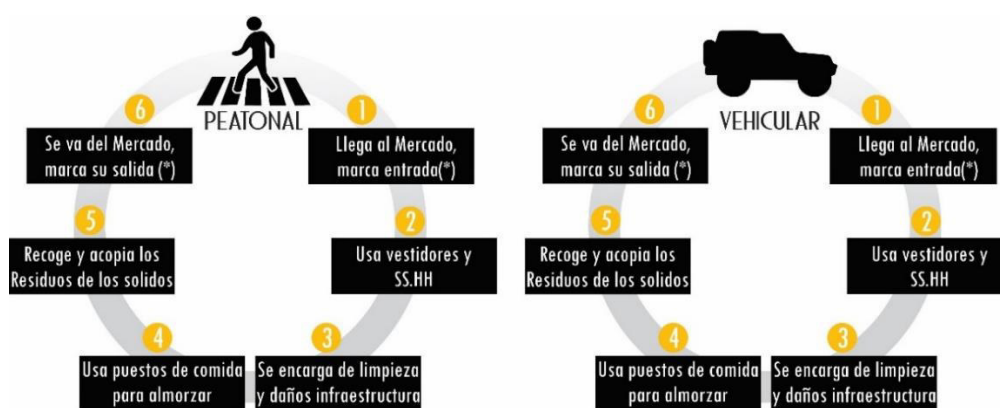 PEATONAL
1
Llega al Mercado,
marca entrada(*)
2
Usa vestidores y
SS.HH
3
Se encarga de limpieza
y daños infraestructura
4
Usa puestos de comida
para almorzar
5
Recoge y acopia los
Residuos de los solidos
6
Se va del Mercado,
marca su salida (*)
VEHICULAR
1
Llega al Mercado,
marca entrada(*)
2
Usa vestidores y
SS.HH
3
Se encarga de limpieza
y daños infraestructura
4
Usa puestos de comida
para almorzar
5
Recoge y acopia los
Residuos de los solidos
6
Se va del Mercado,
marca su salida (*)